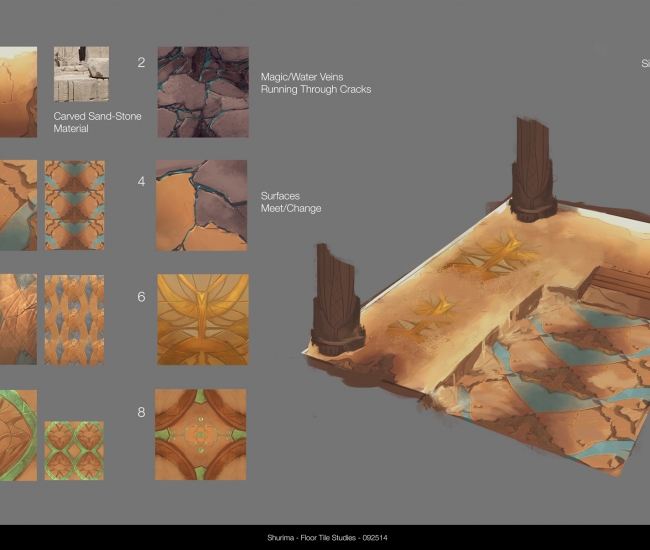 2
Magic/Water Veins
Running Through Cracks
Carved Sand-Stone
Material
4
Surfaces
Meet/Change
6
8
Shurima - Floor Tile Studies - 092514